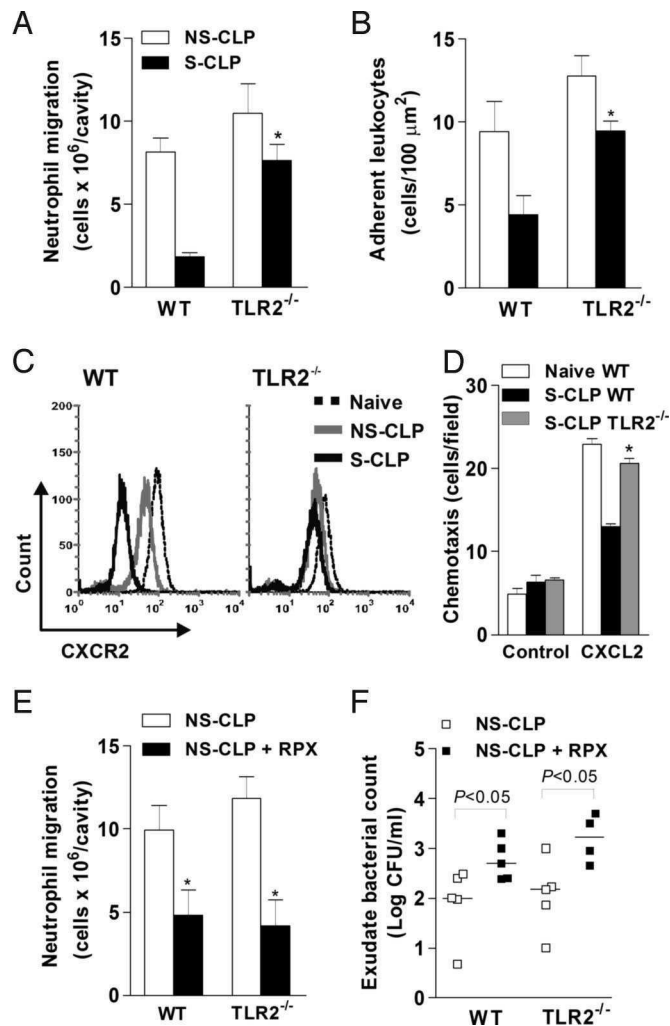 A
NS-CLP
S-CLP
Neutrophil migration
(cells x 10⁶/cavity)
15
10
5
0
WT
TLR2⁻/⁻
*
B
Adherent leukocytes
(cells/100 µm²)
15
10
5
0
WT
TLR2⁻/⁻
*
C
WT
TLR2⁻/⁻
Naive
NS-CLP
S-CLP
Count
200
150
100
50
0
10⁰ 10¹ 10² 10³ 10⁴
10⁰ 10¹ 10² 10³ 10⁴
CXCR2
D
Naive WT
S-CLP WT
S-CLP TLR2⁻/⁻
Chemotaxis (cells/field)
30
20
10
0
*
Control
CXCL2
E
NS-CLP
NS-CLP + RPX
Neutrophil migration
(cells x 10⁶/cavity)
15
10
5
0
*
*
WT
TLR2⁻/⁻
F
NS-CLP
NS-CLP + RPX
Exudate bacterial count
(Log CFU/ml)
5
4
3
2
1
0
P<0.05
P<0.05
WT
TLR2⁻/⁻